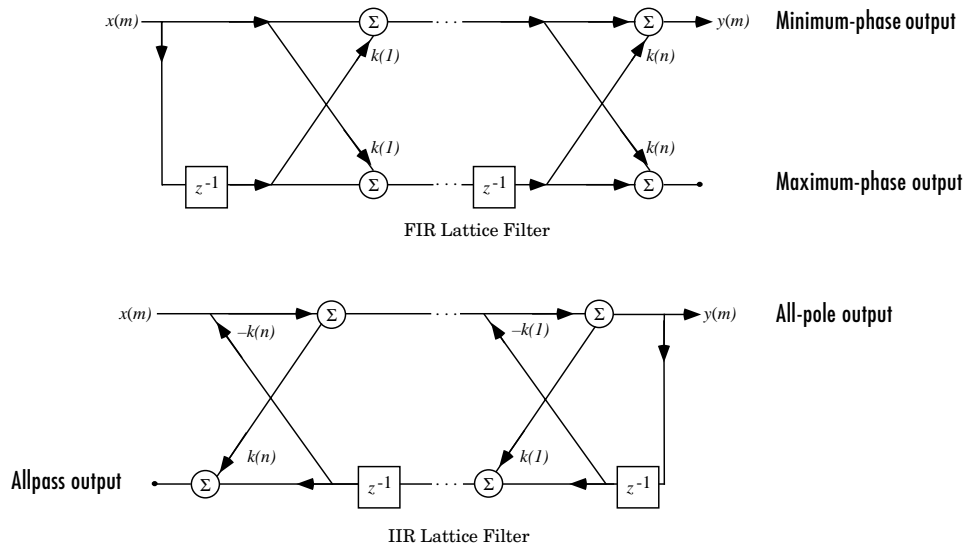 x(m) Σ · · · Σ y(m) Minimum-phase output
k(1) k(n)
k(1) k(n)
z⁻¹ Σ · · · z⁻¹ Σ Maximum-phase output
FIR Lattice Filter
x(m) Σ · · · Σ y(m) All-pole output
–k(n) –k(1)
k(n) k(1)
Allpass output Σ z⁻¹ · · · Σ z⁻¹
IIR Lattice Filter